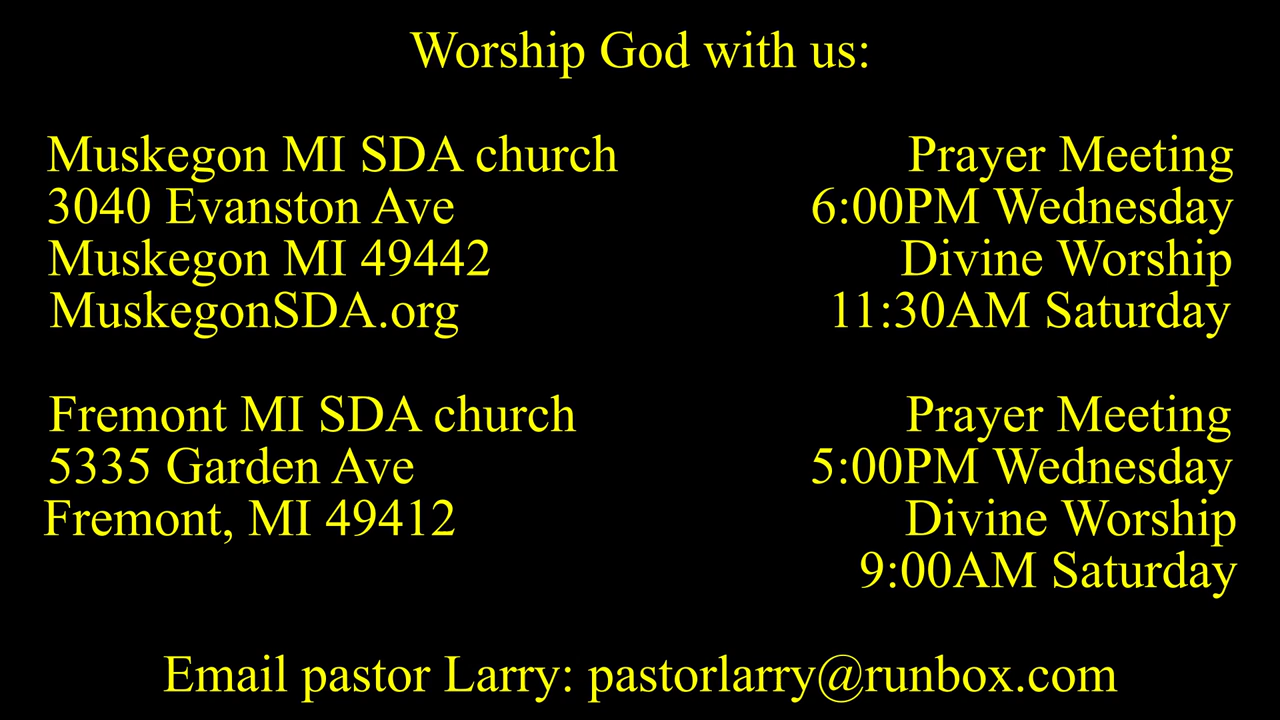 Worship God with us:
Muskegon MI SDA church
3040 Evanston Ave
Muskegon MI 49442
MuskegonSDA.org
Prayer Meeting
6:00PM Wednesday
Divine Worship
11:30AM Saturday
Fremont MI SDA church
5335 Garden Ave
Fremont, MI 49412
Prayer Meeting
5:00PM Wednesday
Divine Worship
9:00AM Saturday
Email pastor Larry: pastorlarry@runbox.com